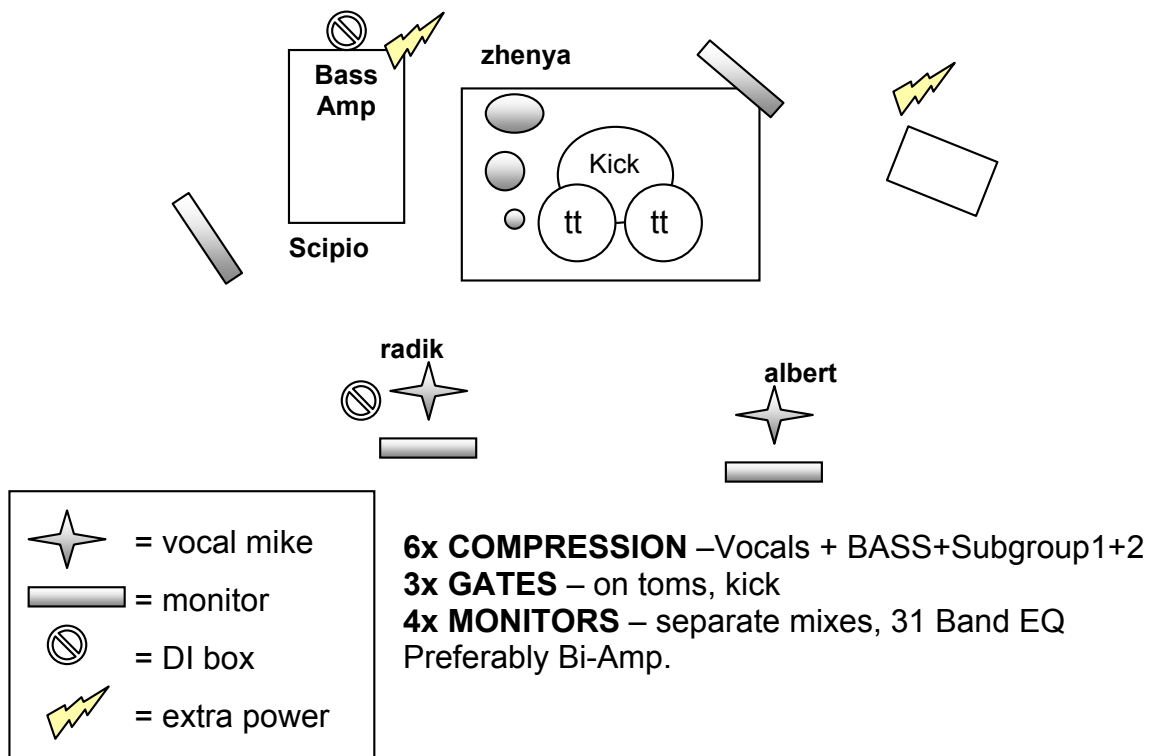 zhenya
Bass
Amp
Kick
tt tt
Scipio
radik
albert
= vocal mike
= monitor
= DI box
= extra power
6x COMPRESSION –Vocals + BASS+Subgroup1+2
3x GATES – on toms, kick
4x MONITORS – separate mixes, 31 Band EQ
Preferably Bi-Amp.